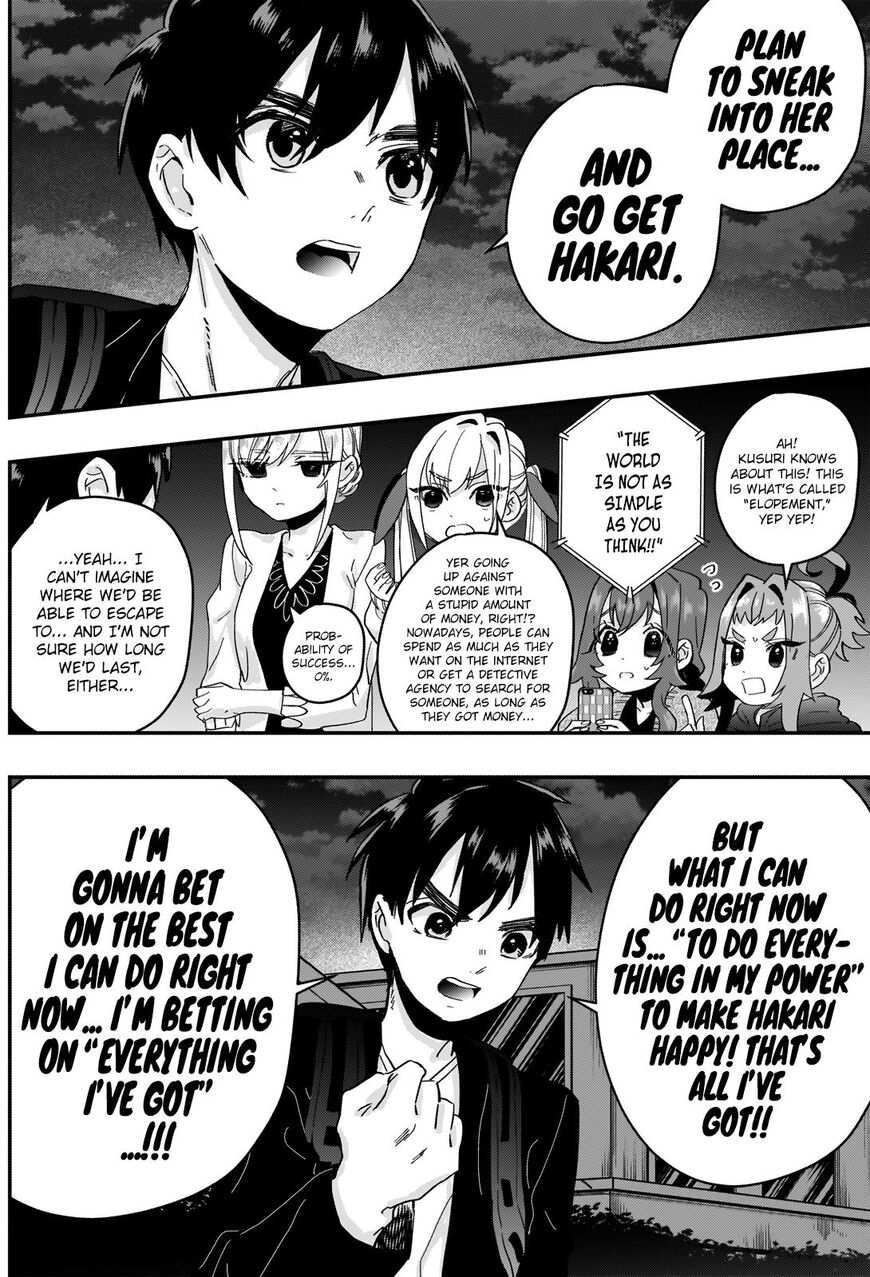 PLAN
TO SNEAK
INTO HER
PLACE...
AND
GO GET
HAKARI.
AH!
KUSURI KNOWS
ABOUT THIS! THIS
IS WHAT'S CALLED
"ELOPEMENT,"
YEP YEP!
"THE
WORLD
IS NOT AS
SIMPLE
AS YOU
THINK!!"
YER GOING
UP AGAINST
SOMEONE WITH
A STUPID AMOUNT
OF MONEY, RIGHT!?
NOWADAYS, PEOPLE CAN
SPEND AS MUCH AS THEY
WANT ON THE INTERNET
OR GET A DETECTIVE
AGENCY TO SEARCH FOR
SOMEONE, AS LONG AS
THEY GOT MONEY...
PROB-
ABILITY OF
SUCCESS...
0%.
...YEAH... I
CAN'T IMAGINE
WHERE WE'D BE
ABLE TO ESCAPE
TO... AND I'M NOT
SURE HOW LONG
WE'D LAST,
EITHER...
BUT
WHAT I CAN
DO RIGHT NOW
IS... "TO DO EVERY-
THING IN MY POWER"
TO MAKE HAKARI
HAPPY! THAT'S
ALL I'VE
GOT!!
I'M
GONNA BET
ON THE BEST
I CAN DO RIGHT
NOW... I'M BETTING
ON "EVERYTHING
I'VE GOT"
....!!!